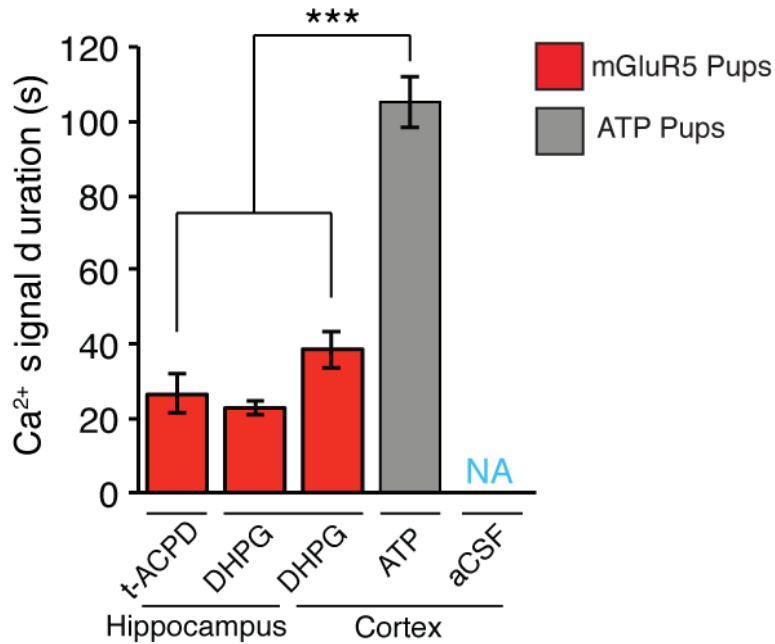 ***
Ca²⁺ signal duration (s)
120
100
80
60
40
20
0
mGluR5 Pups
ATP Pups
NA
t-ACPD
DHPG
DHPG
ATP
aCSF
Hippocampus
Cortex